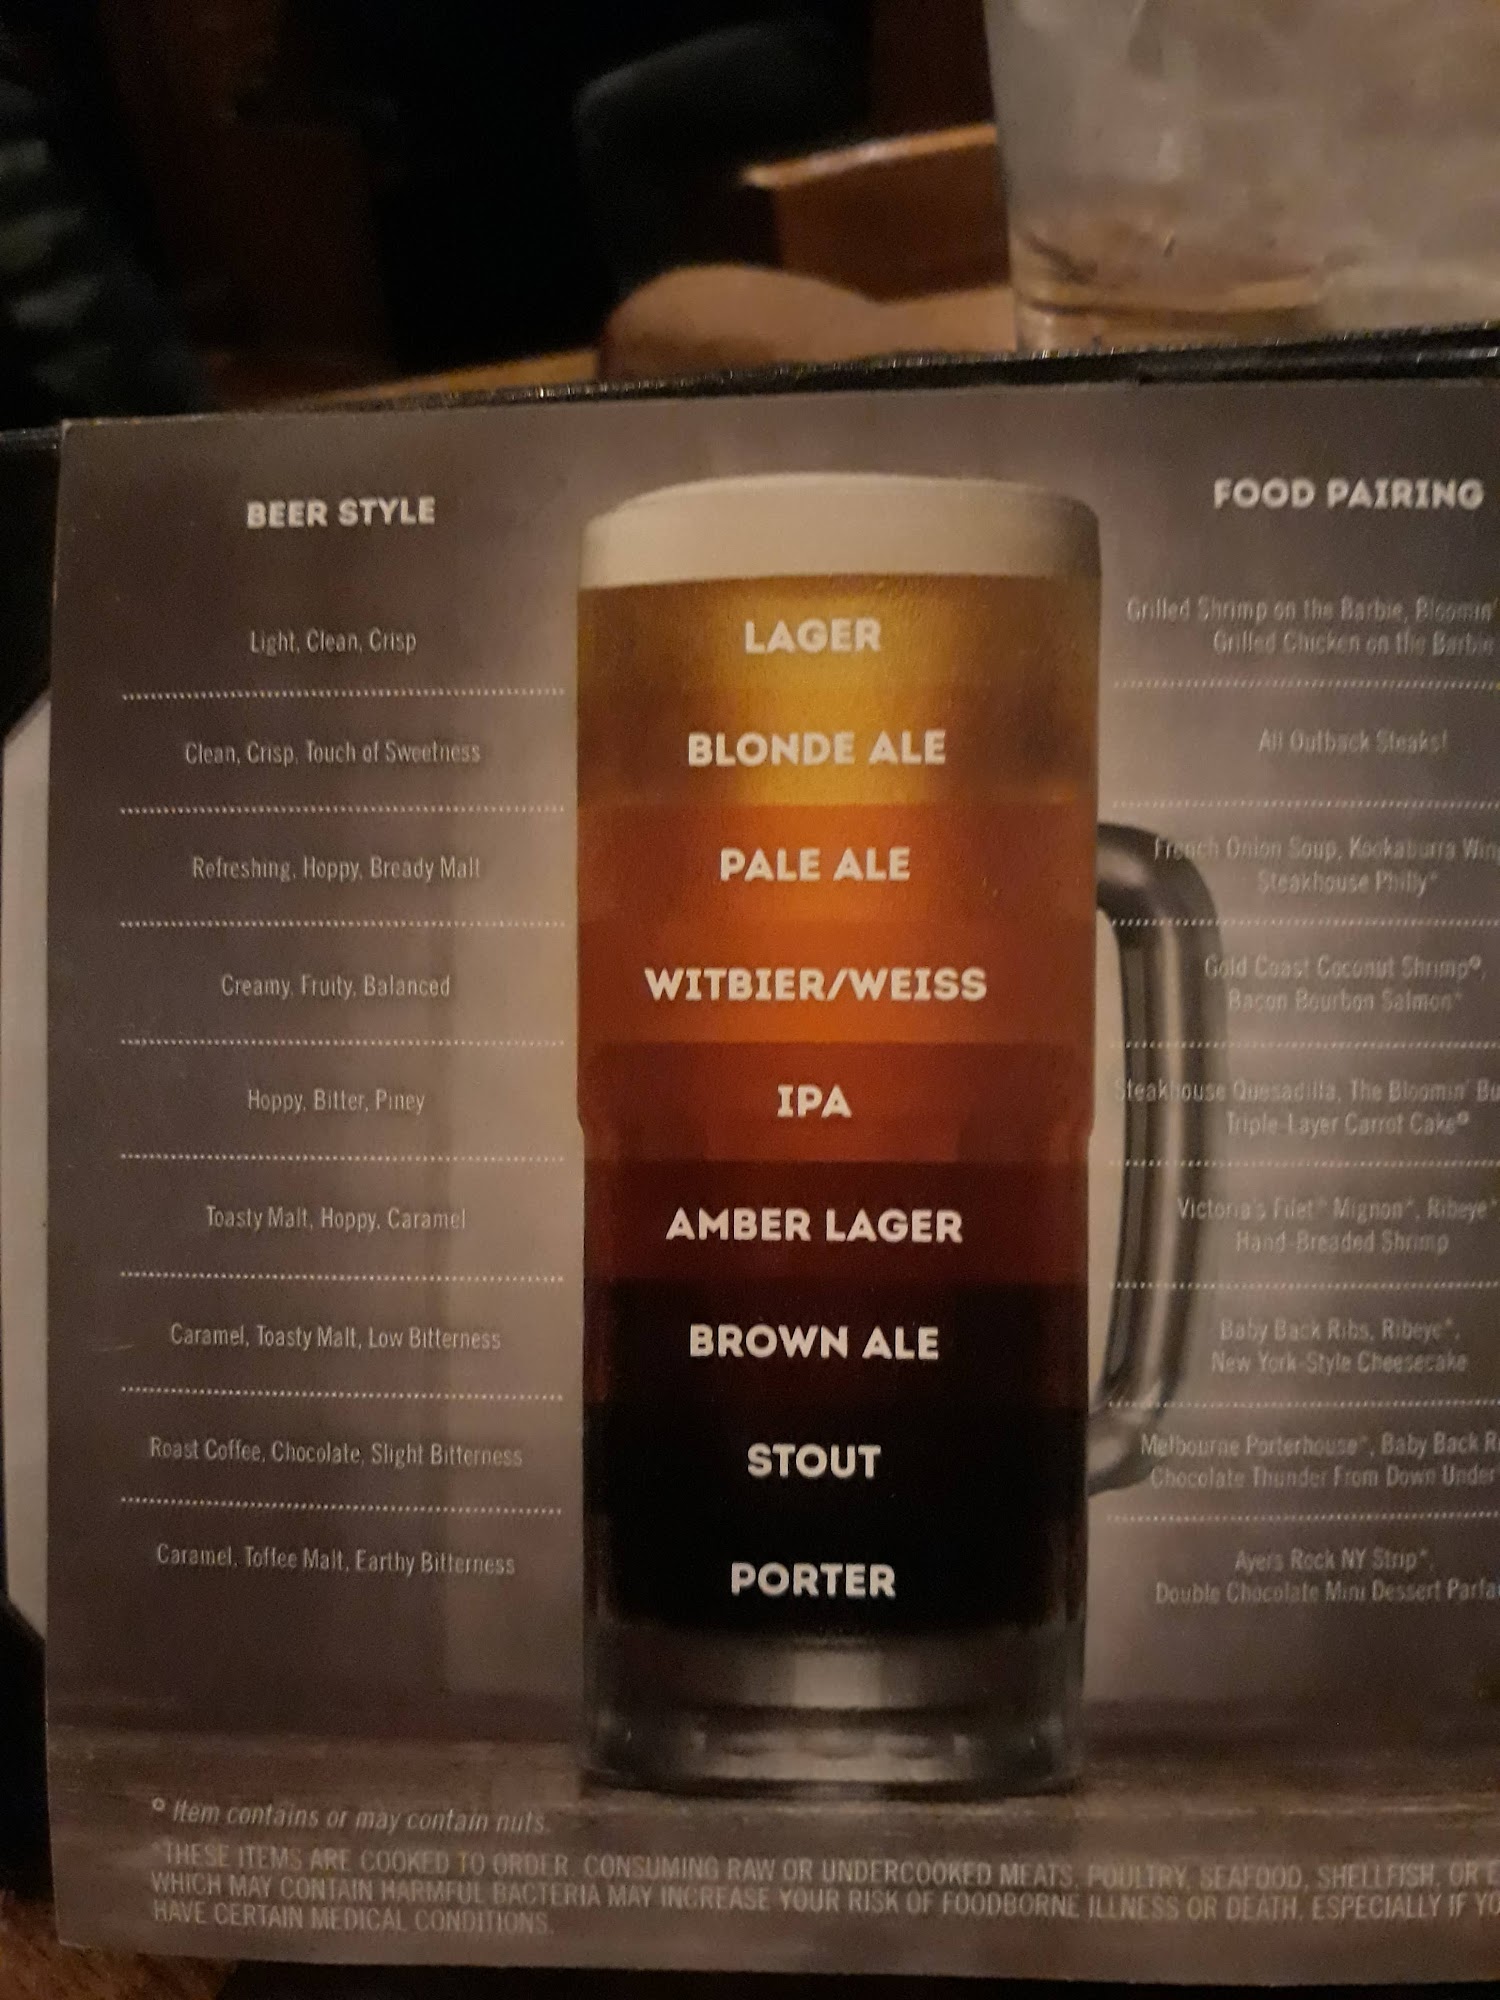 BEER STYLE
FOOD PAIRING
Light, Clean, Crisp
LAGER
Grilled Shrimp on the Barbie, Bloomin'
Grilled Chicken on the Barbie
Clean, Crisp, Touch of Sweetness
BLONDE ALE
All Outback Steaks!
Refreshing, Hoppy, Bready Malt
PALE ALE
French Onion Soup, Kookaburra
Steakhouse Philly*
Creamy, Fruity, Balanced
WITBIER/WEISS
Gold Coast Coconut Shrimp°,
Bacon Bourbon Salmon*
Hoppy, Bitter, Piney
IPA
Steakhouse Quesadilla, The Bloomin'
Triple-Layer Carrot Cake°
Toasty Malt, Hoppy, Caramel
AMBER LAGER
Victoria's Filet® Mignon*, Ribeye*
Hand-Breaded Shrimp
Caramel, Toasty Malt, Low Bitterness
BROWN ALE
Baby Back Ribs, Ribeye*,
New York-Style Cheesecake
Roast Coffee, Chocolate, Slight Bitterness
STOUT
Melbourne Porterhouse*, Baby Back
Chocolate Thunder From Down Under
Caramel, Toffee Malt, Earthy Bitterness
PORTER
Ayers Rock NY Strip*,
Double Chocolate Mini Dessert
° Item contains or may contain nuts.
*THESE ITEMS ARE COOKED TO ORDER. CONSUMING RAW OR UNDERCOOKED MEATS, POULTRY, SEAFOOD, SHELLFISH, OR
WHICH MAY CONTAIN HARMFUL BACTERIA MAY INCREASE YOUR RISK OF FOODBORNE ILLNESS OR DEATH, ESPECIALLY IF
HAVE CERTAIN MEDICAL CONDITIONS.